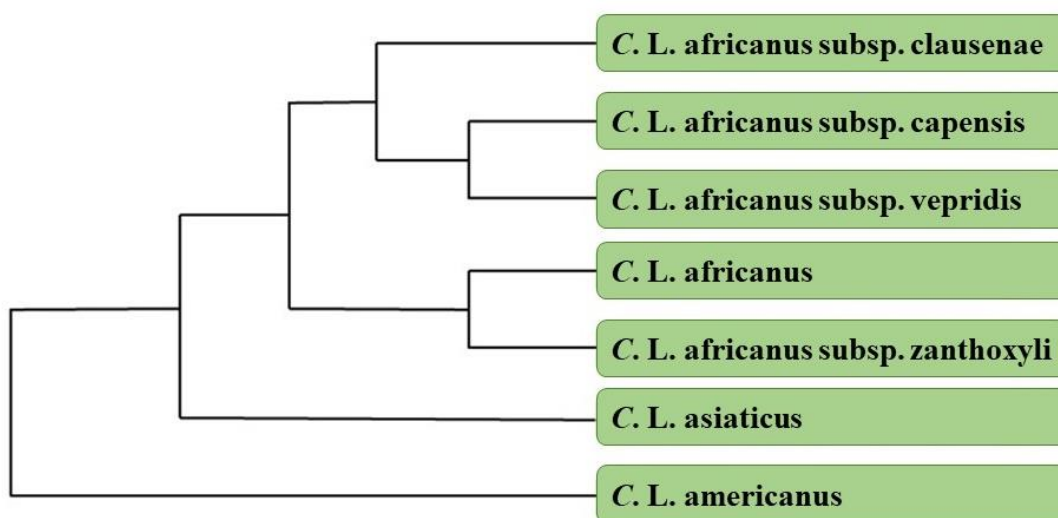 C. L. africanus subsp. clausenae
C. L. africanus subsp. capensis
C. L. africanus subsp. vepridis
C. L. africanus
C. L. africanus subsp. zanthoxyli
C. L. asiaticus
C. L. americanus